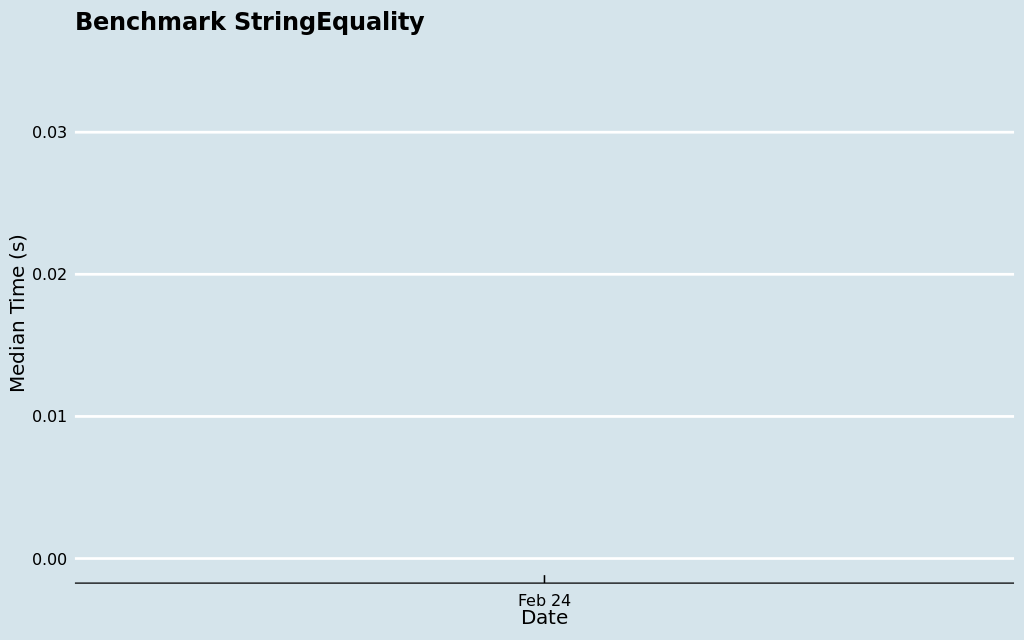 Benchmark StringEquality
Median Time (s)
0.03
0.02
0.01
0.00
Feb 24
Date